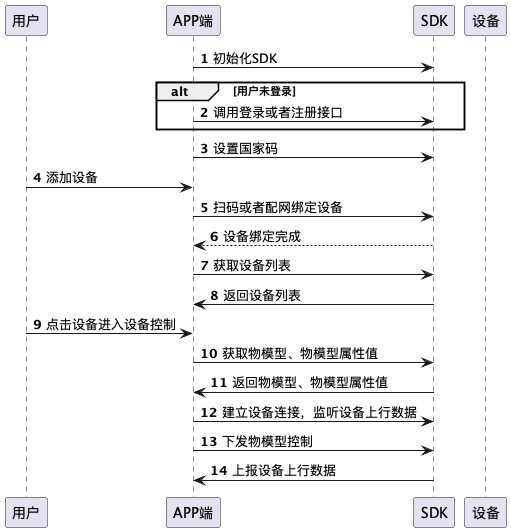 用户 APP端 SDK 设备
1 初始化SDK
alt [用户未登录]
2 调用登录或者注册接口
3 设置国家码
4 添加设备
5 扫码或者配网绑定设备
6 设备绑定完成
7 获取设备列表
8 返回设备列表
9 点击设备进入设备控制
10 获取物模型、物模型属性值
11 返回物模型、物模型属性值
12 建立设备连接，监听设备上行数据
13 下发物模型控制
14 上报设备上行数据
用户 APP端 SDK 设备